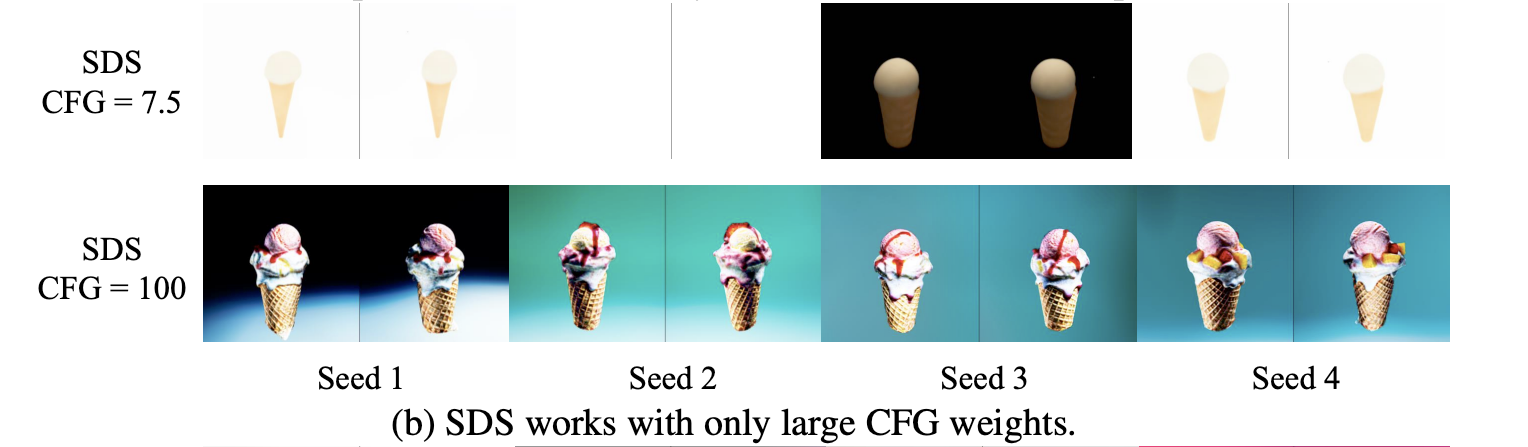 SDS
CFG = 7.5
SDS
CFG = 100
Seed 1
Seed 2
Seed 3
Seed 4
(b) SDS works with only large CFG weights.